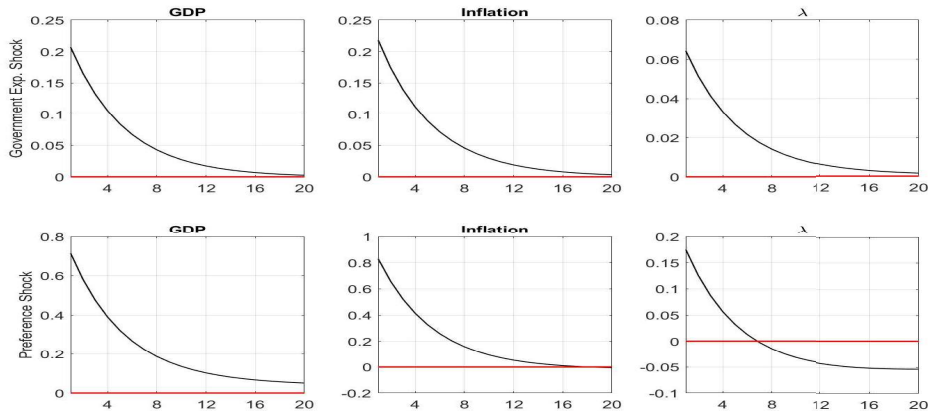 GDP Inflation λ
Government Exp. Shock
0.25 0.25 0.08
0.2 0.2
0.06
0.15 0.15
0.04
0.1 0.1
0.02
0.05 0.05
0 0 0
4 8 12 16 20 4 8 12 16 20 4 8 12 16 20
GDP Inflation λ
Preference Shock
0.8 1 0.2
0.8 0.15
0.6
0.6 0.1
0.4 0.4 0.05
0.2 0
0.2
0 -0.05
0 -0.2 -0.1
4 8 12 16 20 4 8 12 16 20 4 8 12 16 20